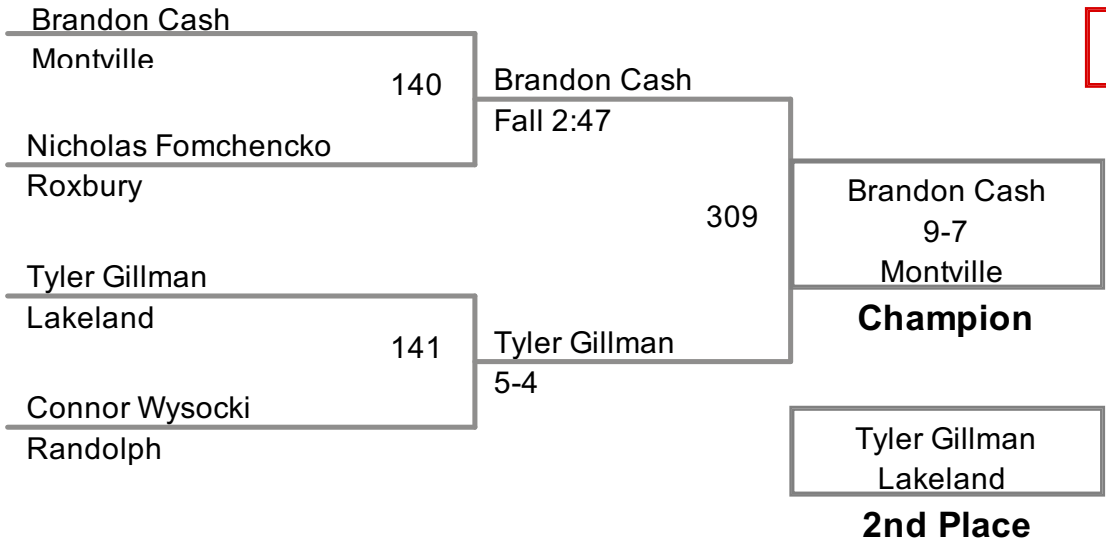 Brandon Cash
Montville
140
Nicholas Fomchencko
Roxbury
Brandon Cash
Fall 2:47
Tyler Gillman
Lakeland
141
Connor Wysocki
Randolph
Tyler Gillman
5-4
309
Brandon Cash
9-7
Montville
Champion
Tyler Gillman
Lakeland
2nd Place